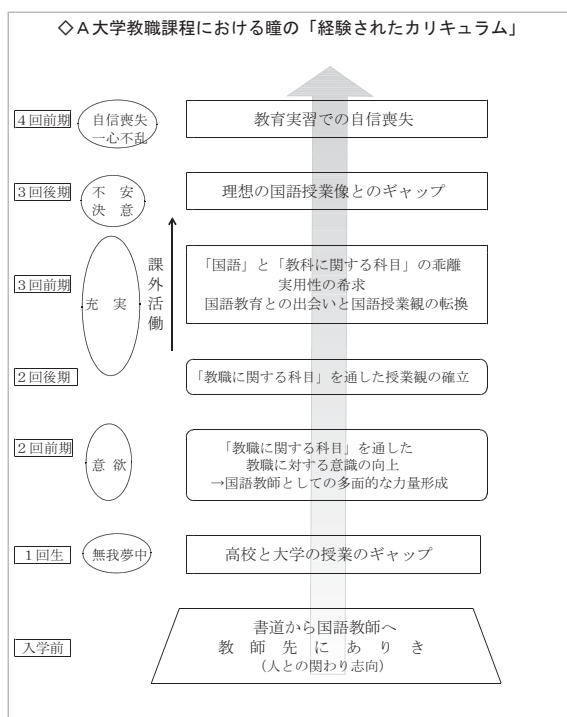 ◇A大学教職課程における瞳の「経験されたカリキュラム」
4回前期
自信喪失
一心不乱
教育実習での自信喪失
3回後期
不 安
決 意
理想の国語授業像とのギャップ
3回前期
充 実
課外活働
「国語」と「教科に関する科目」の乖離
実用性の希求
国語教育との出会いと国語授業観の転換
2回後期
「教職に関する科目」を通した授業観の確立
2回前期
意 欲
「教職に関する科目」を通した
教職に対する意識の向上
→国語教師としての多面的な力量形成
1回生
無我夢中
高校と大学の授業のギャップ
入学前
書道から国語教師へ
教 師 先 に あ り き
(人との関わり志向)